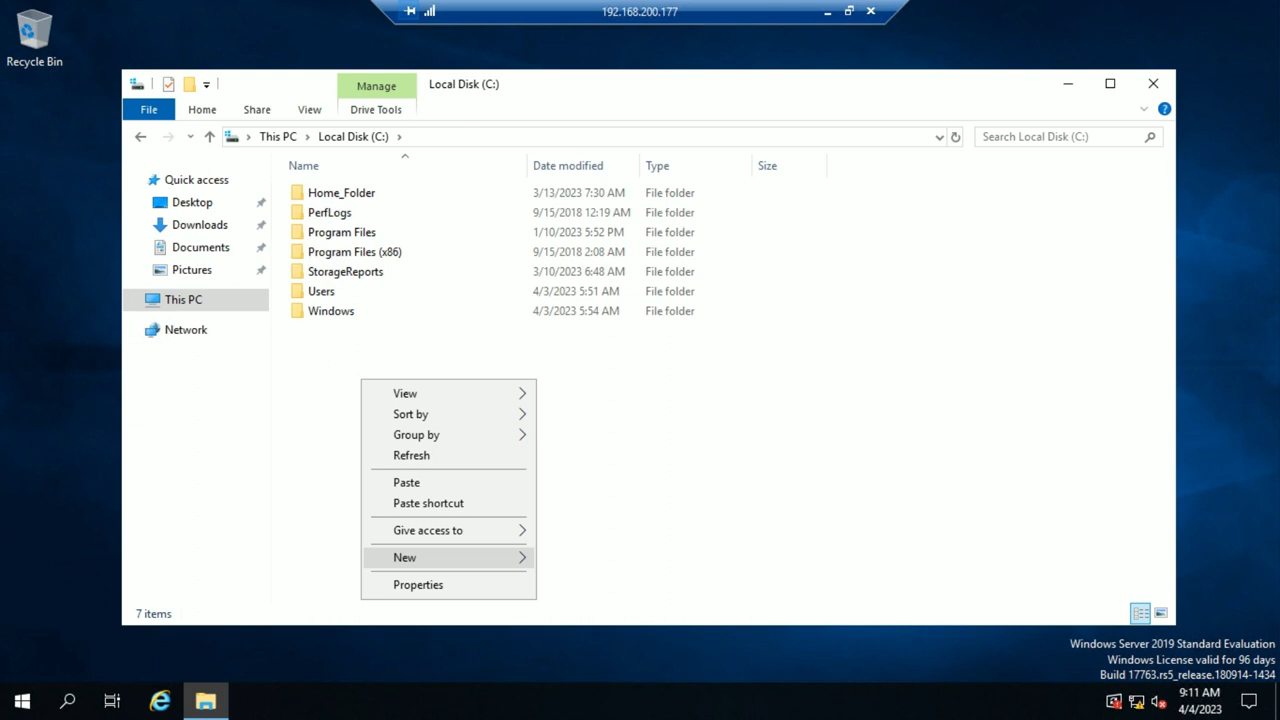 192.168.200.177
Recycle Bin
Manage
Local Disk (C:)
File
Home
Share
View
Drive Tools
This PC
Local Disk (C:)
Search Local Disk (C:)
Name
Date modified
Type
Size
Quick access
Desktop
Downloads
Documents
Pictures
This PC
Network
Home_Folder 3/13/2023 7:30 AM File folder
PerfLogs 9/15/2018 12:19 AM File folder
Program Files 1/10/2023 5:52 PM File folder
Program Files (x86) 9/15/2018 2:08 AM File folder
StorageReports 3/10/2023 6:48 AM File folder
Users 4/3/2023 5:51 AM File folder
Windows 4/3/2023 5:54 AM File folder
View
Sort by
Group by
Refresh
Paste
Paste shortcut
Give access to
New
Properties
7 items
Windows Server 2019 Standard Evaluation
Windows License valid for 96 days
Build 17763.rs5_release.180914-1434
9:11 AM
4/4/2023